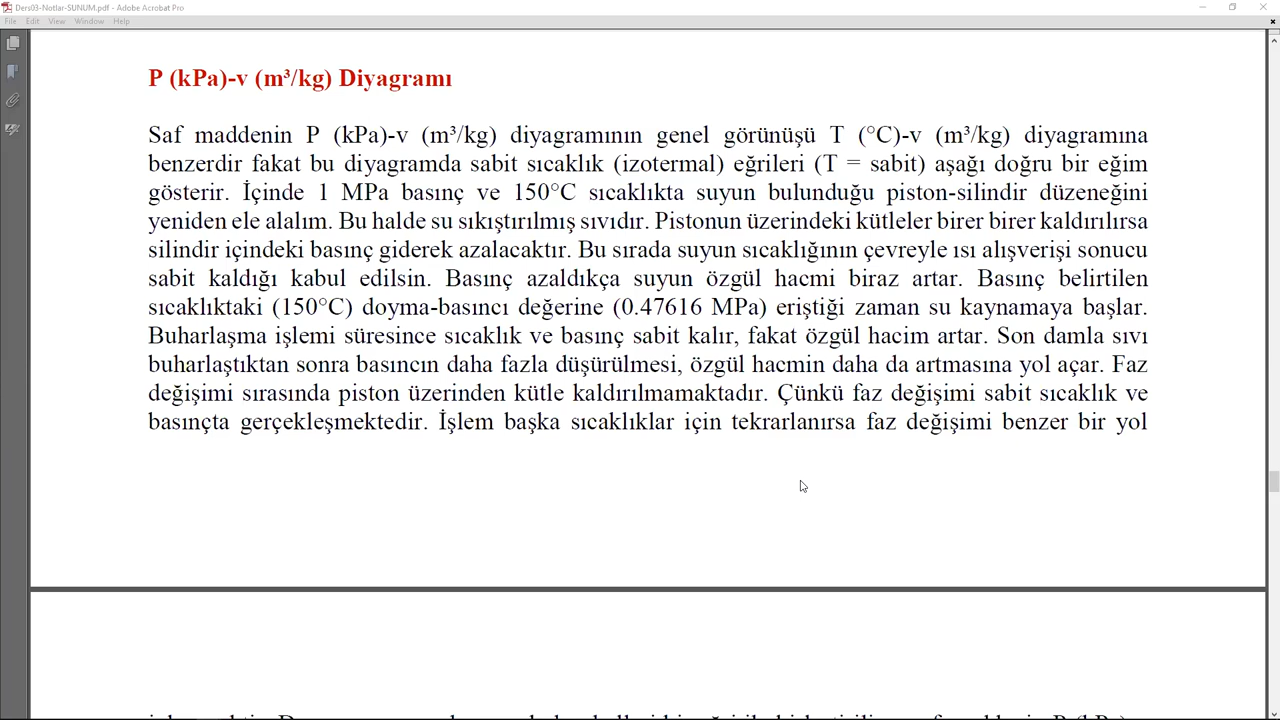 Ders03-Notlar-SUNUM.pdf - Adobe Acrobat Pro
File Edit View Window Help
P (kPa)-v (m³/kg) Diyagramı
Saf maddenin P (kPa)-v (m³/kg) diyagramının genel görünüşü T (°C)-v (m³/kg) diyagramına
benzerdir fakat bu diyagramda sabit sıcaklık (izotermal) eğrileri (T = sabit) aşağı doğru bir eğim
gösterir. İçinde 1 MPa basınç ve 150°C sıcaklıkta suyun bulunduğu piston-silindir düzeneğini
yeniden ele alalım. Bu halde su sıkıştırılmış sıvıdır. Pistonun üzerindeki kütleler birer birer kaldırılırsa
silindir içindeki basınç giderek azalacaktır. Bu sırada suyun sıcaklığının çevreyle ısı alışverişi sonucu
sabit kaldığı kabul edilsin. Basınç azaldıkça suyun özgül hacmi biraz artar. Basınç belirtilen
sıcaklıktaki (150°C) doyma-basıncı değerine (0.47616 MPa) eriştiği zaman su kaynamaya başlar.
Buharlaşma işlemi süresince sıcaklık ve basınç sabit kalır, fakat özgül hacim artar. Son damla sıvı
buharlaştıktan sonra basıncın daha fazla düşürülmesi, özgül hacmin daha da artmasına yol açar. Faz
değişimi sırasında piston üzerinden kütle kaldırılmamaktadır. Çünkü faz değişimi sabit sıcaklık ve
basınçta gerçekleşmektedir. İşlem başka sıcaklıklar için tekrarlanırsa faz değişimi benzer bir yol